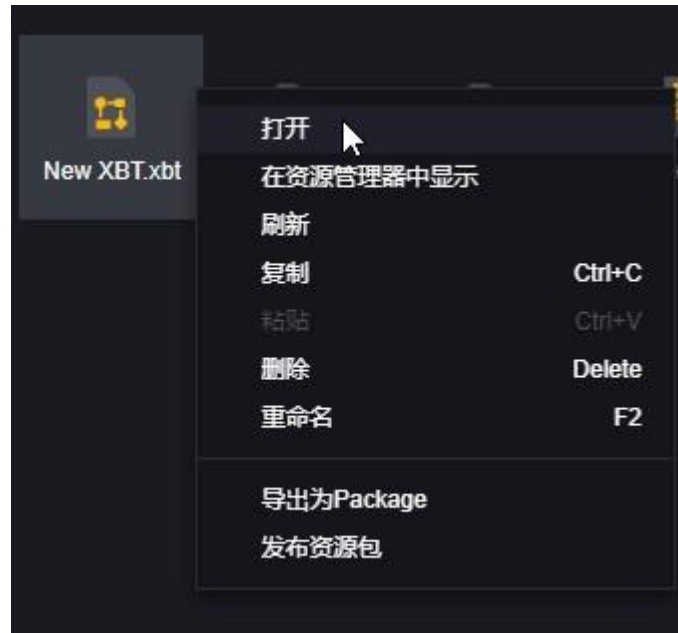 New XBT.xbt
打开
在资源管理器中显示
刷新
复制 Ctrl+C
粘贴 Ctrl+V
删除 Delete
重命名 F2
导出为Package
发布资源包